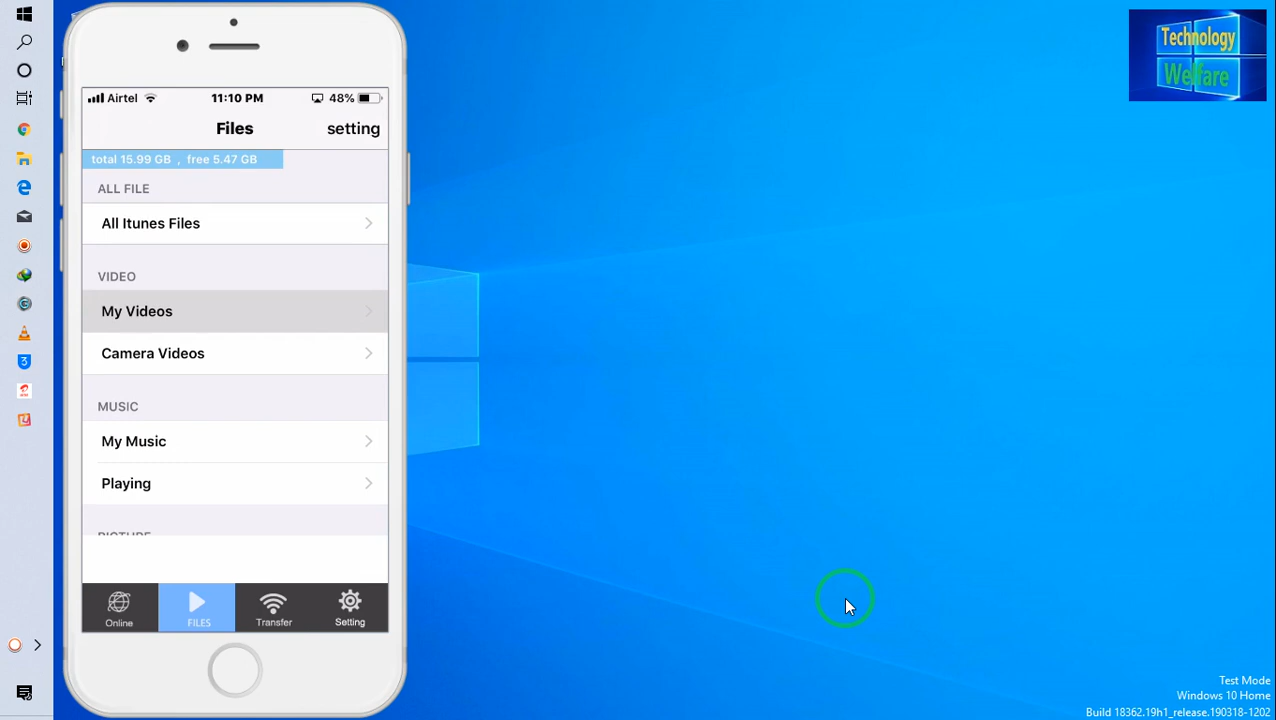 Technology
Welfare
Airtel
11:10 PM
48%
Files
setting
total 15.99 GB , free 5.47 GB
ALL FILE
All Itunes Files
VIDEO
My Videos
Camera Videos
MUSIC
My Music
Playing
PICTURE
Online
FILES
Transfer
Setting
Test Mode
Windows 10 Home
Build 18362.19h1_release.190318-1202